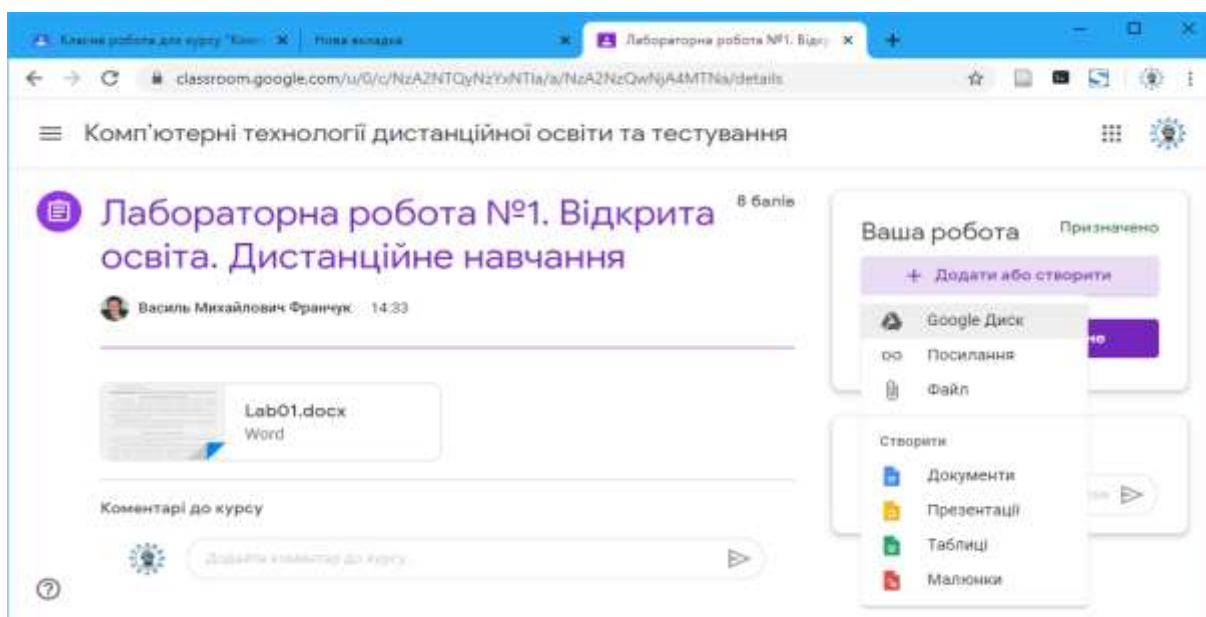 Класна робота для курсу "Ком
Нова вкладка
Лабораторна робота №1. Відкр
classroom.google.com/u/0/c/NzA2NTQyNzYxNTIa/a/NzA2NzQwNjA4MTNa/details
Комп'ютерні технології дистанційної освіти та тестування
Лабораторна робота №1. Відкрита
освіта. Дистанційне навчання
8 балів
Василь Михайлович Франчук 14:33
Lab01.docx
Word
Коментарі до курсу
Додайте коментар до курсу...
Ваша робота
Призначено
+ Додати або створити
Google Диск
Посилання
Файл
Створити
Документи
Презентації
Таблиці
Малюнки